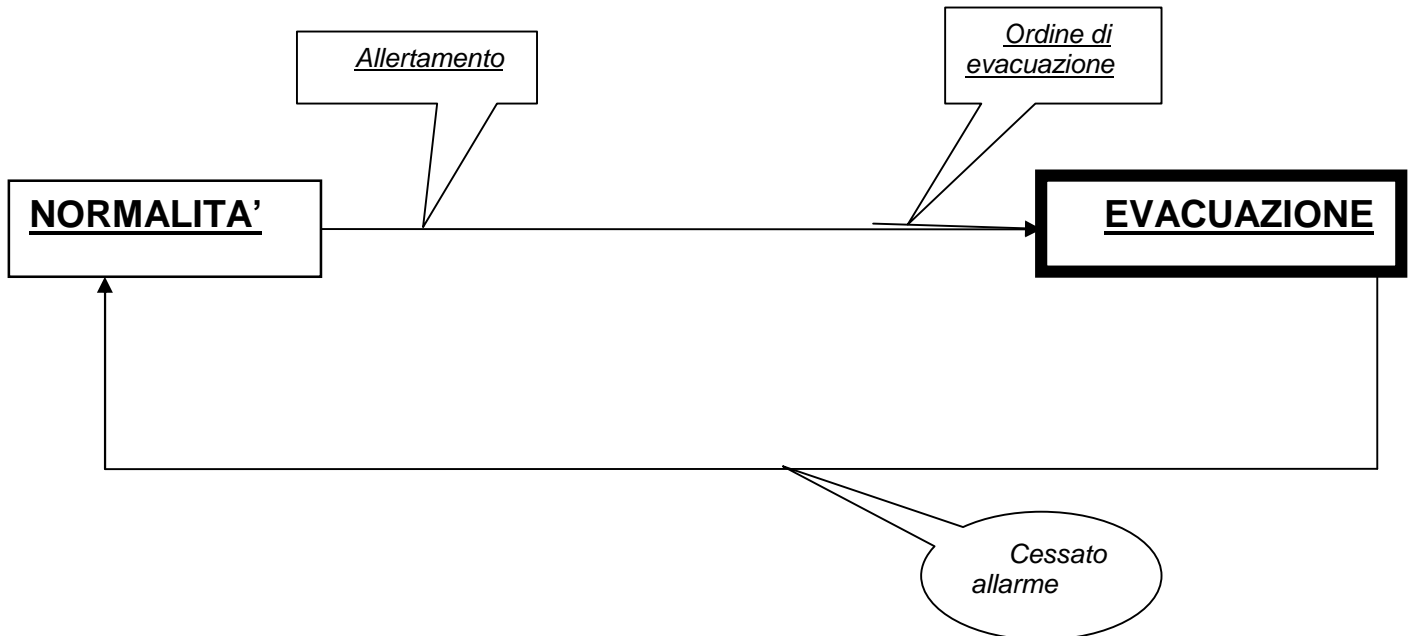 Allertamento
Ordine di
evacuazione
NORMALITA’
EVACUAZIONE
Cessato
allarme